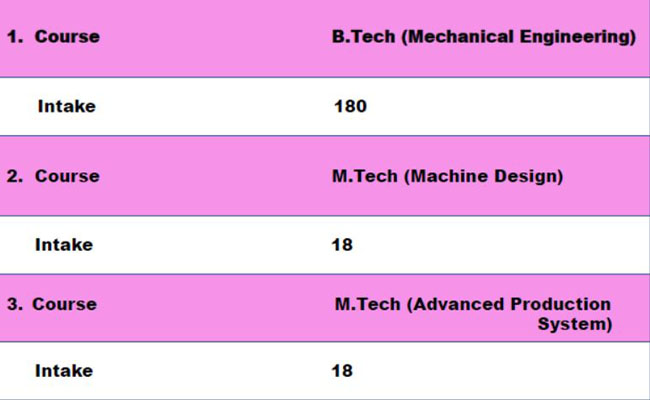 1. Course B.Tech (Mechanical Engineering)
Intake 180
2. Course M.Tech (Machine Design)
Intake 18
3. Course M.Tech (Advanced Production
System)
Intake 18